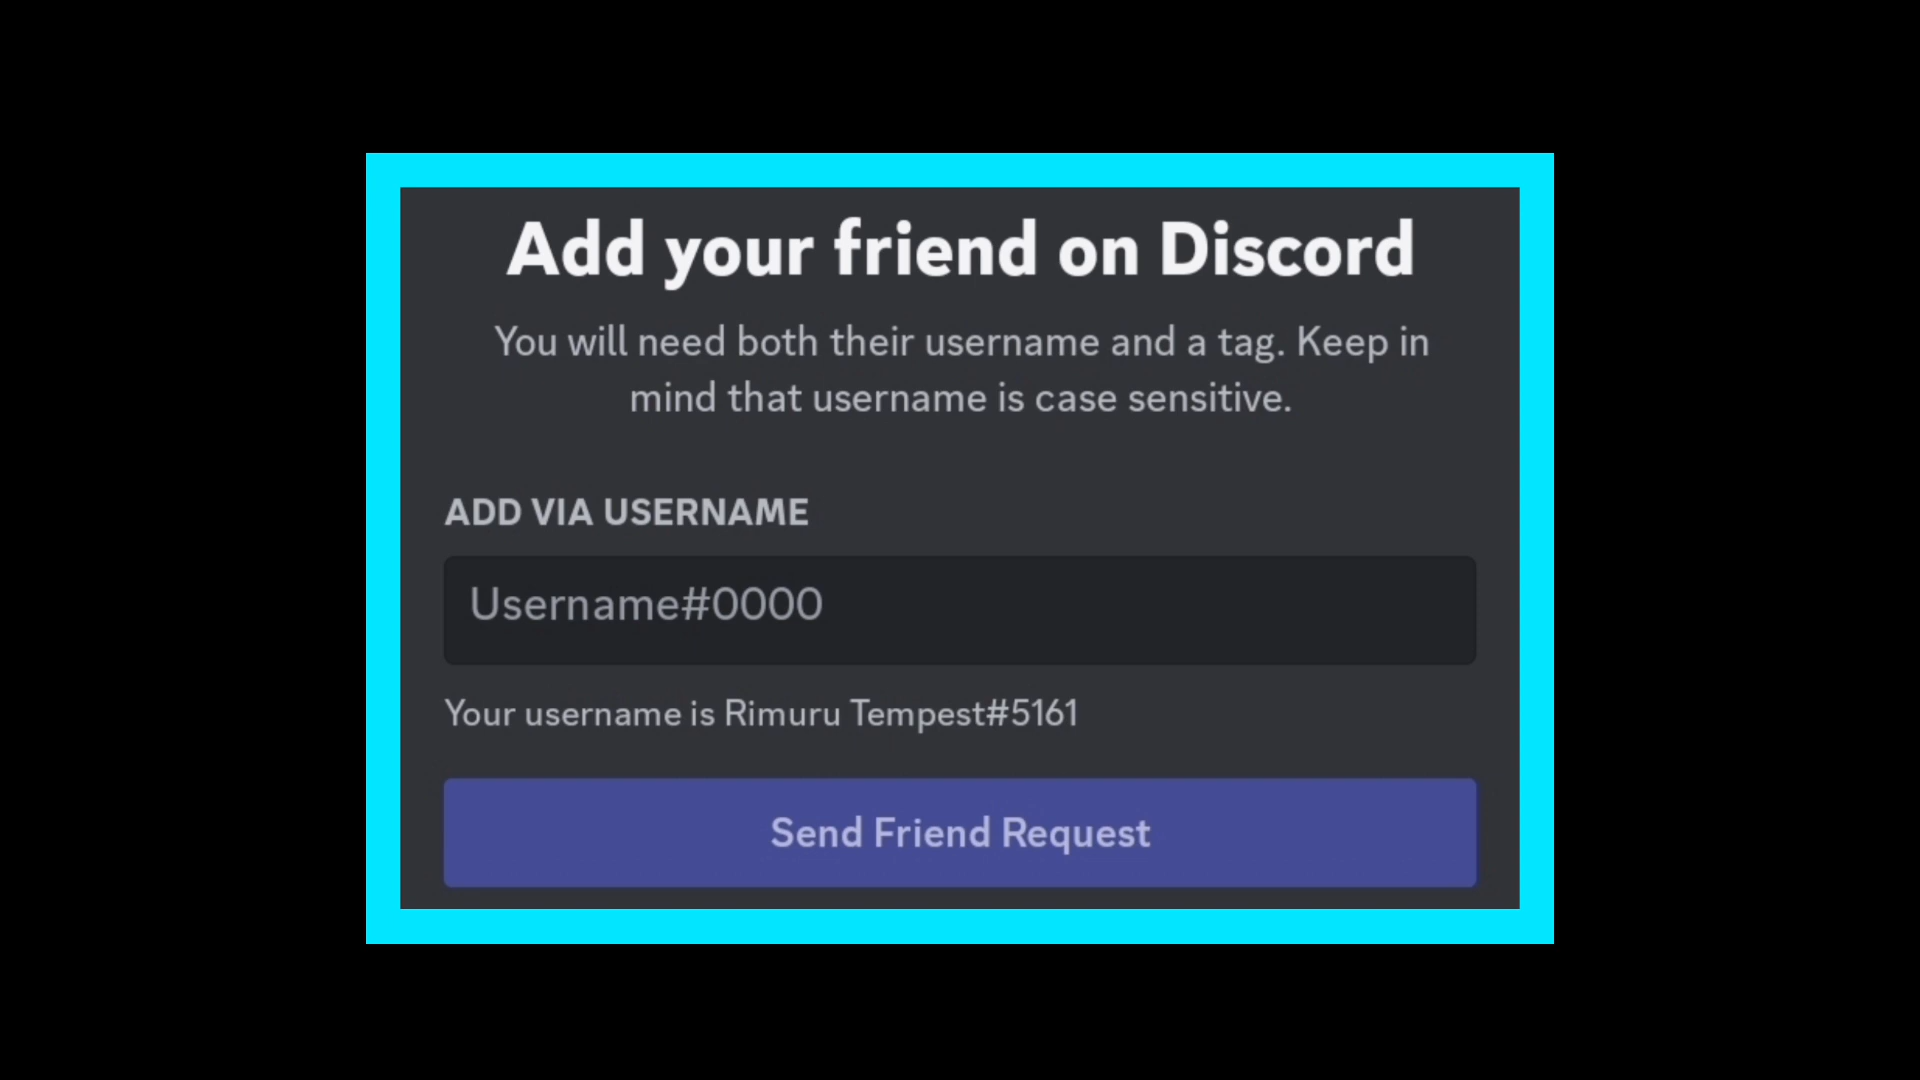 Add your friend on Discord
You will need both their username and a tag. Keep in
mind that username is case sensitive.
ADD VIA USERNAME
Username#0000
Your username is Rimuru Tempest#5161
Send Friend Request